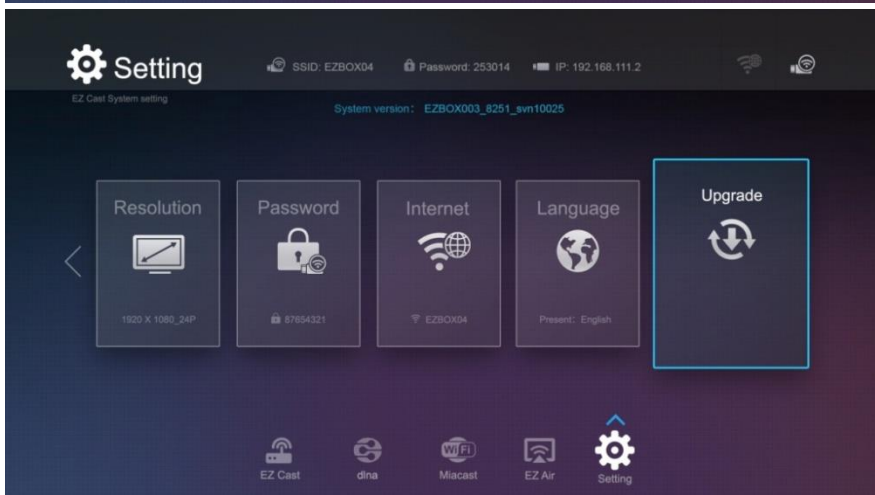 Setting
SSID: EZBOX04 Password: 253014 IP: 192.168.111.2
EZ Cast System setting
System version: EZBOX003_8251_svn10025
Resolution
1920 X 1080_24P
Password
87654321
Internet
EZBOX04
Language
Present: English
Upgrade
EZ Cast
dlna
WiFi
Miacast
EZ Air
Setting